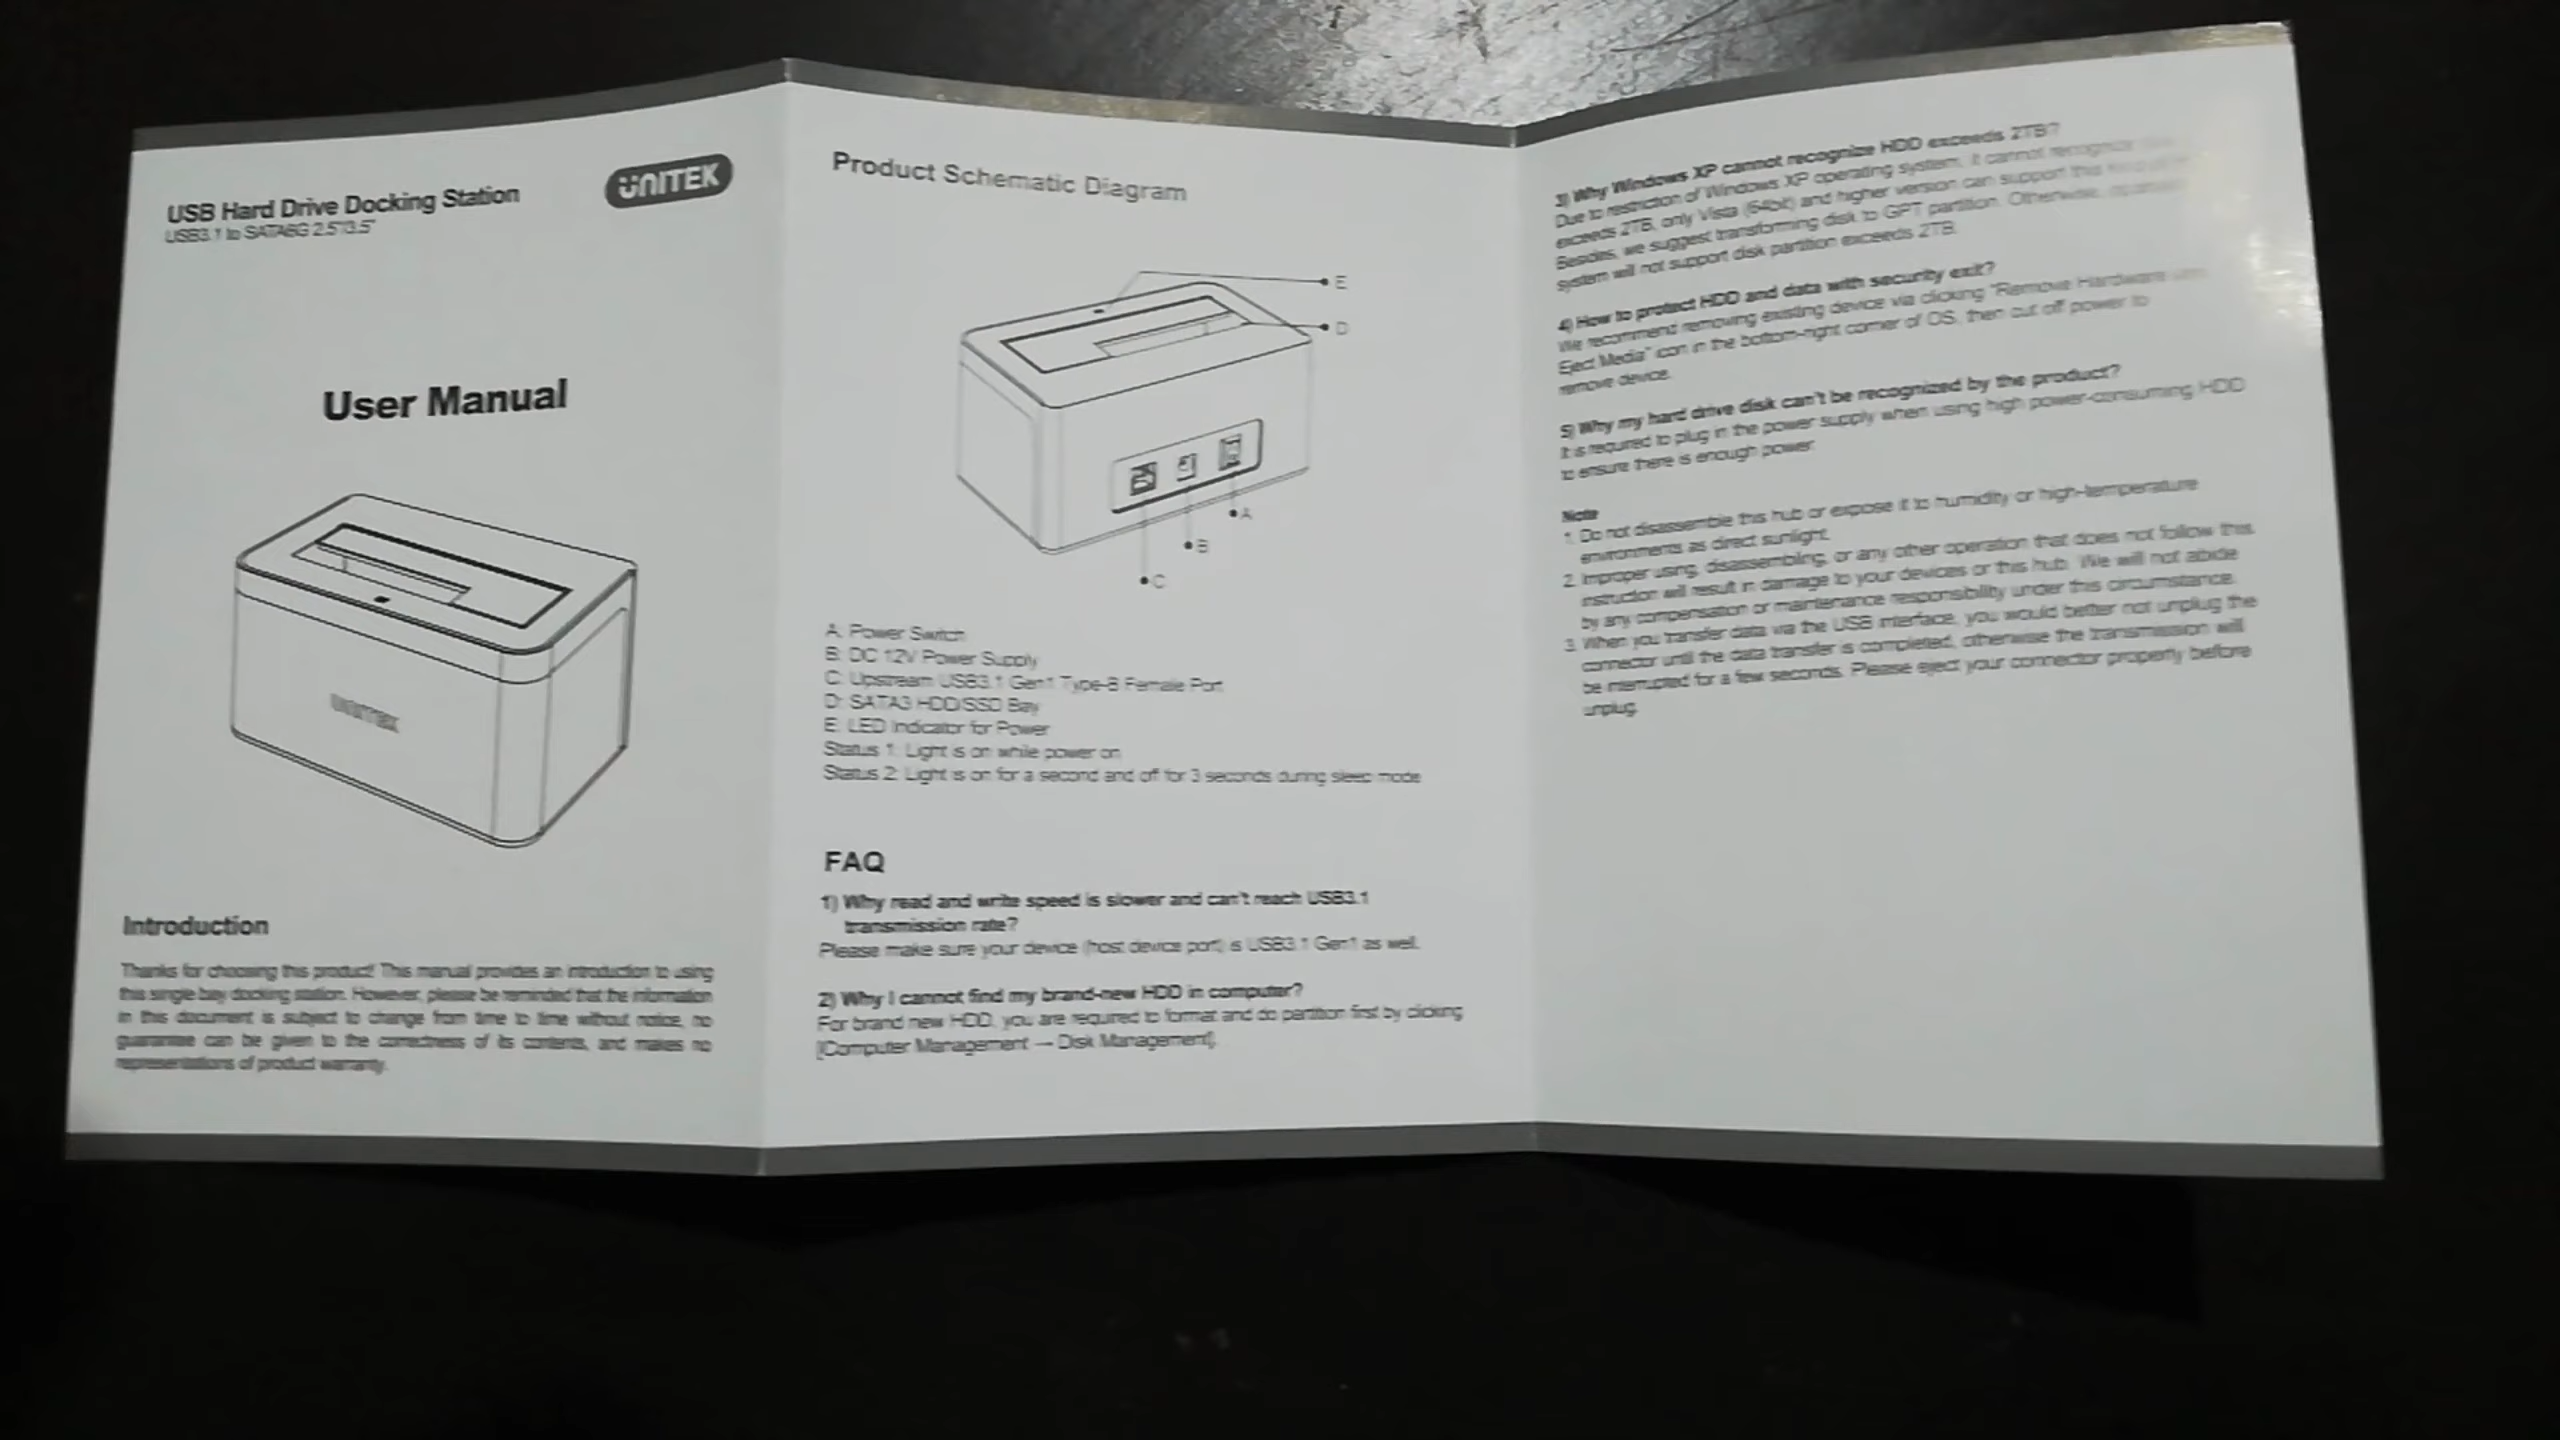 USB Hard Drive Docking Station
USB3.1 to SATA6G 2.5"/3.5"
UNITEK
User Manual
UNITEK
Introduction
Thanks for choosing this product! This manual provides an introduction to using
this single bay docking station. However, please be reminded that the information
in this document is subject to change from time to time without notice, no
guarantee can be given to the correctness of its contents, and makes no
representations of product warranty.
Product Schematic Diagram
E
D
A
B
C
A: Power Switch
B: DC 12V Power Supply
C: Upstream USB3.1 Gen1 Type-B Female Port
D: SATA3 HDD/SSD Bay
E: LED Indicator for Power
Status 1: Light is on while power on
Status 2: Light is on for a second and off for 3 seconds during sleep mode
FAQ
1) Why read and write speed is slower and can't reach USB3.1
transmission rate?
Please make sure your device (host device port) is USB3.1 Gen1 as well.
2) Why I cannot find my brand-new HDD in computer?
For brand new HDD, you are required to format and do partition first by clicking
[Computer Management → Disk Management].
3) Why Windows XP cannot recognize HDD exceeds 2TB?
Due to restriction of Windows XP operating system, it cannot recognize
exceeds 2TB, only Vista (64bit) and higher version can support this
Besides, we suggest transforming disk to GPT partition. Otherwise,
system will not support disk partition exceeds 2TB.
4) How to protect HDD and data with security exit?
We recommend removing existing device via clicking "Remove Hardware
Eject Media" icon in the bottom-right corner of OS, then cut off power to
remove device.
5) Why my hard drive disk can't be recognized by the product?
It is required to plug in the power supply when using high power-consuming HDD
to ensure there is enough power.
Note
1. Do not disassemble this hub or expose it to humidity or high-temperature
environments as direct sunlight.
2. Improper using, disassembling, or any other operation that does not follow this
instruction will result in damage to your devices or this hub. We will not abide
by any compensation or maintenance responsibility under this circumstance.
3. When you transfer data via the USB interface, you would better not unplug the
connector until the data transfer is completed, otherwise the transmission will
be interrupted for a few seconds. Please eject your connector properly before
unplug.